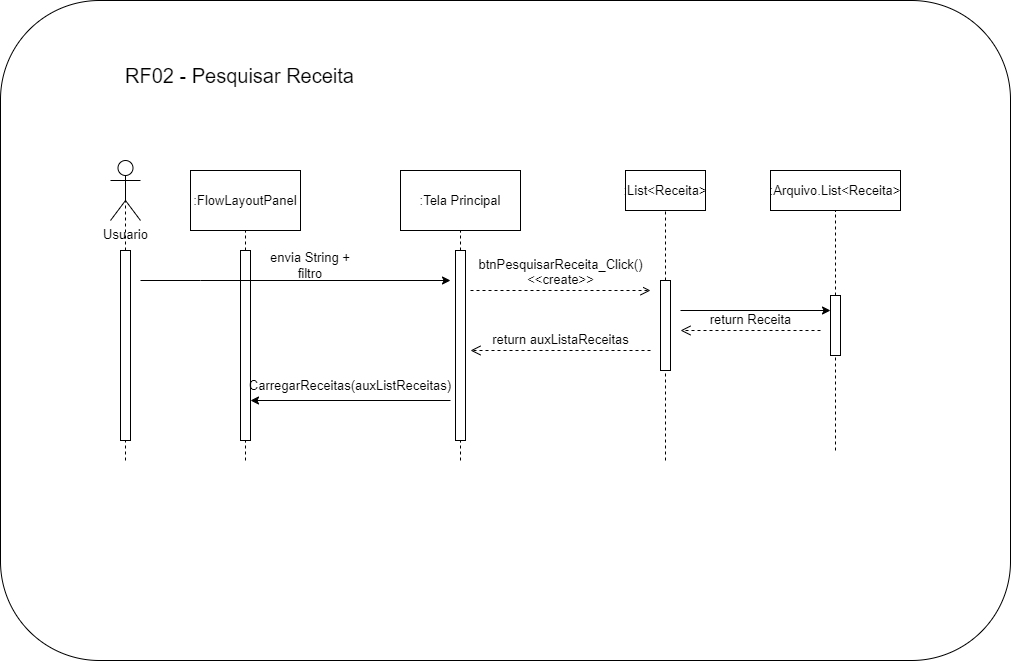 RF02 - Pesquisar Receita
Usuario
:FlowLayoutPanel
:Tela Principal
List<Receita>
:Arquivo.List<Receita>
envia String +
filtro
btnPesquisarReceita_Click()
<<create>>
return Receita
return auxListaReceitas
CarregarReceitas(auxListReceitas)